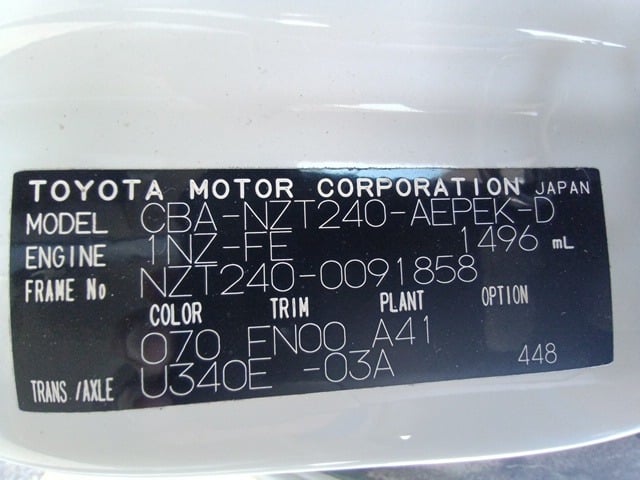 TOYOTA MOTOR CORPORATION JAPAN
MODEL CBA-NZT240-AEPEK-D
ENGINE 1NZ-FE 1496 mL
FRAME No NZT240-0091858
COLOR TRIM PLANT OPTION
070 EN00 A41
TRANS /AXLE U340E -03A 448